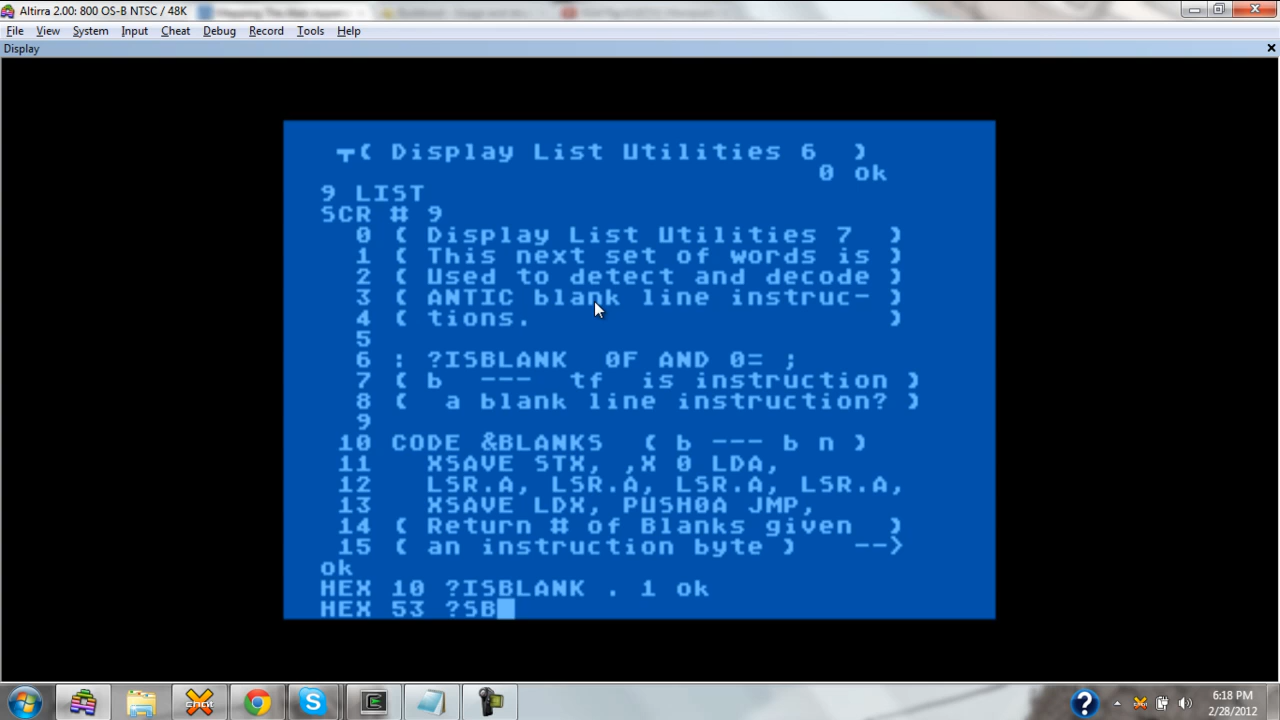 Altirra 2.00: 800 OS-B NTSC / 48K
File View System Input Cheat Debug Record Tools Help
Display
( Display List Utilities 6 )
0 ok
9 LIST
SCR # 9
0 ( Display List Utilities 7 )
1 ( This next set of words is )
2 ( Used to detect and decode )
3 ( ANTIC blank line instruc- )
4 ( tions. )
5
6 : ?ISBLANK 0F AND 0= ;
7 ( b --- tf is instruction )
8 ( a blank line instruction? )
9
10 CODE &BLANKS ( b --- b n )
11 XSAVE STX, ,X 0 LDA,
12 LSR.A, LSR.A, LSR.A, LSR.A,
13 XSAVE LDX, PUSH0A JMP,
14 ( Return # of Blanks given )
15 ( an instruction byte ) -->
ok
HEX 10 ?ISBLANK . 1 ok
HEX 53 ?SB
6:18 PM
2/28/2012